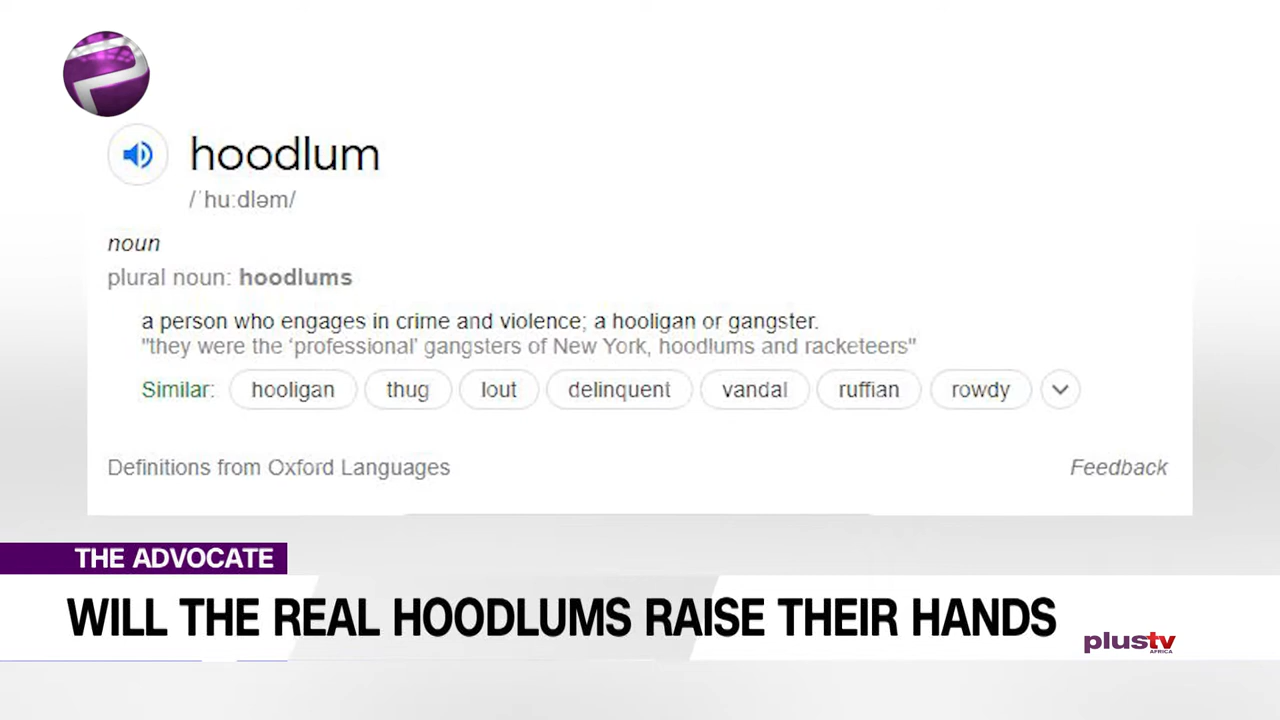 hoodlum
/ˈhuːdləm/
noun
plural noun: hoodlums
a person who engages in crime and violence; a hooligan or gangster.
"they were the ‘professional’ gangsters of New York, hoodlums and racketeers"
Similar: hooligan thug lout delinquent vandal ruffian rowdy
Definitions from Oxford Languages Feedback
THE ADVOCATE
WILL THE REAL HOODLUMS RAISE THEIR HANDS
plustv
AFRICA